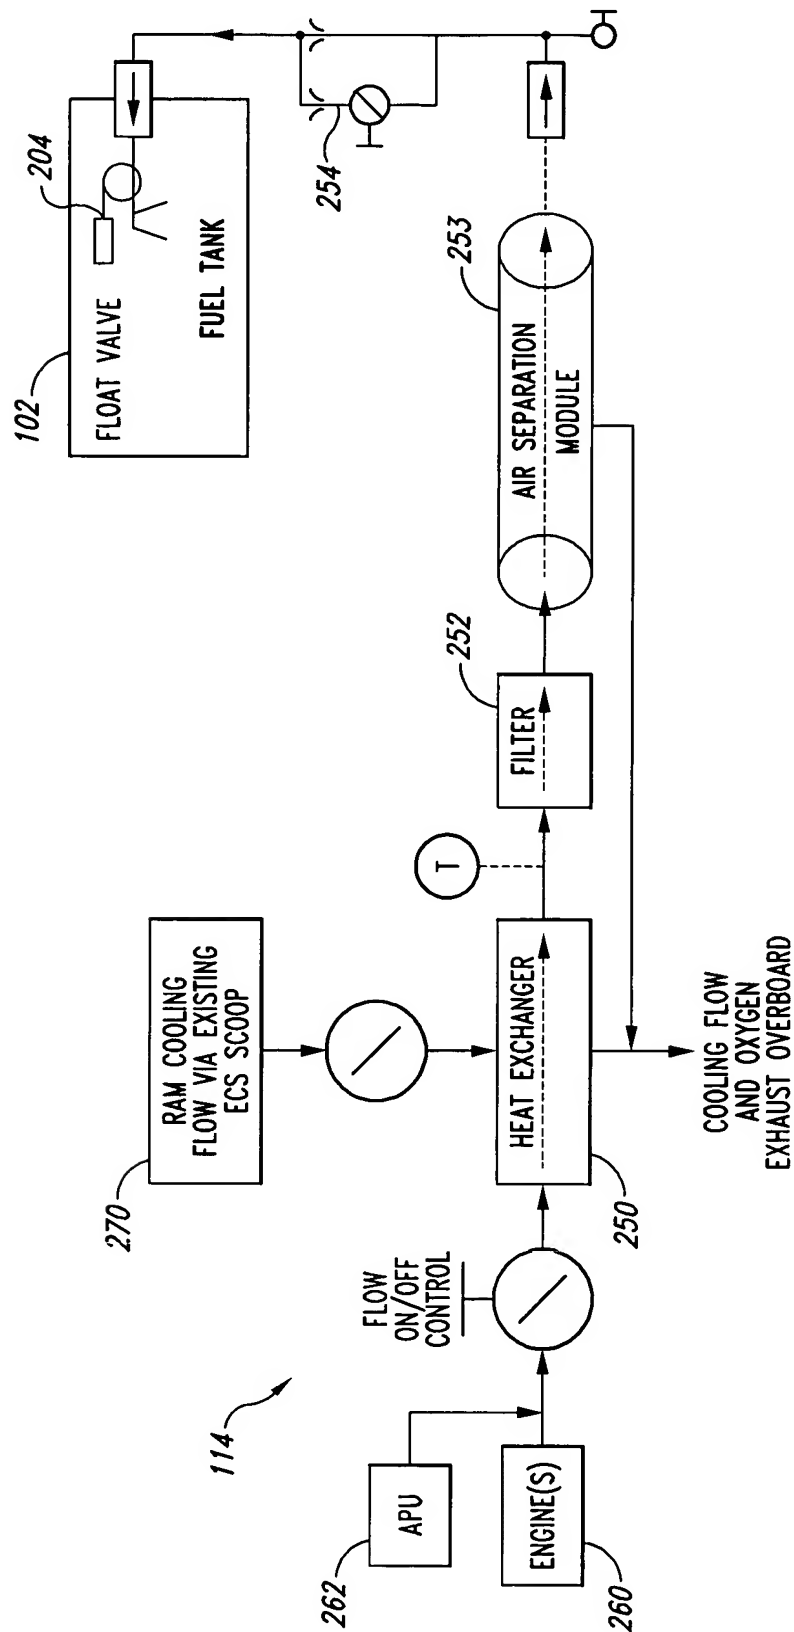 114
262
APU
ENGINE(S)
260
FLOW
ON/OFF
CONTROL
270
RAM COOLING
FLOW VIA EXISTING
ECS SCOOP
HEAT EXCHANGER
250
COOLING FLOW
AND OXYGEN
EXHAUST OVERBOARD
T
FILTER
252
AIR SEPARATION
MODULE
253
102
FLOAT VALVE
204
FUEL TANK
254